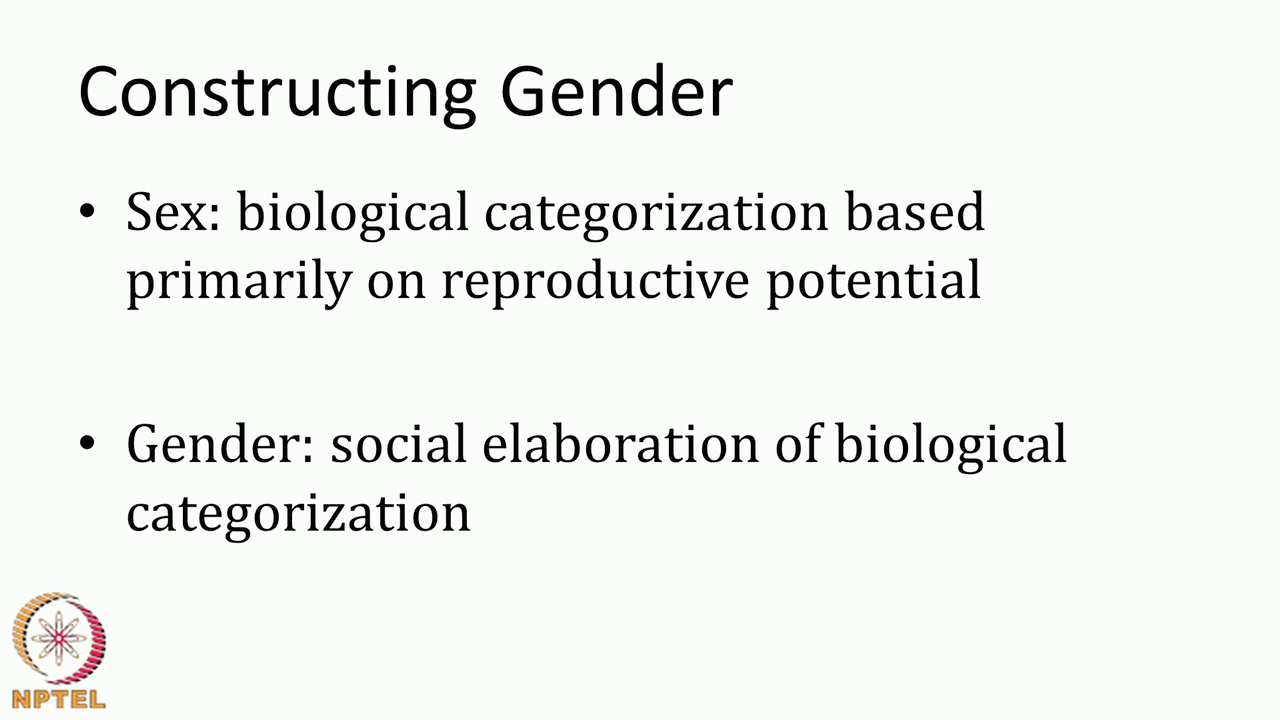 Constructing Gender
• Sex: biological categorization based
primarily on reproductive potential
• Gender: social elaboration of biological
categorization
NPTEL